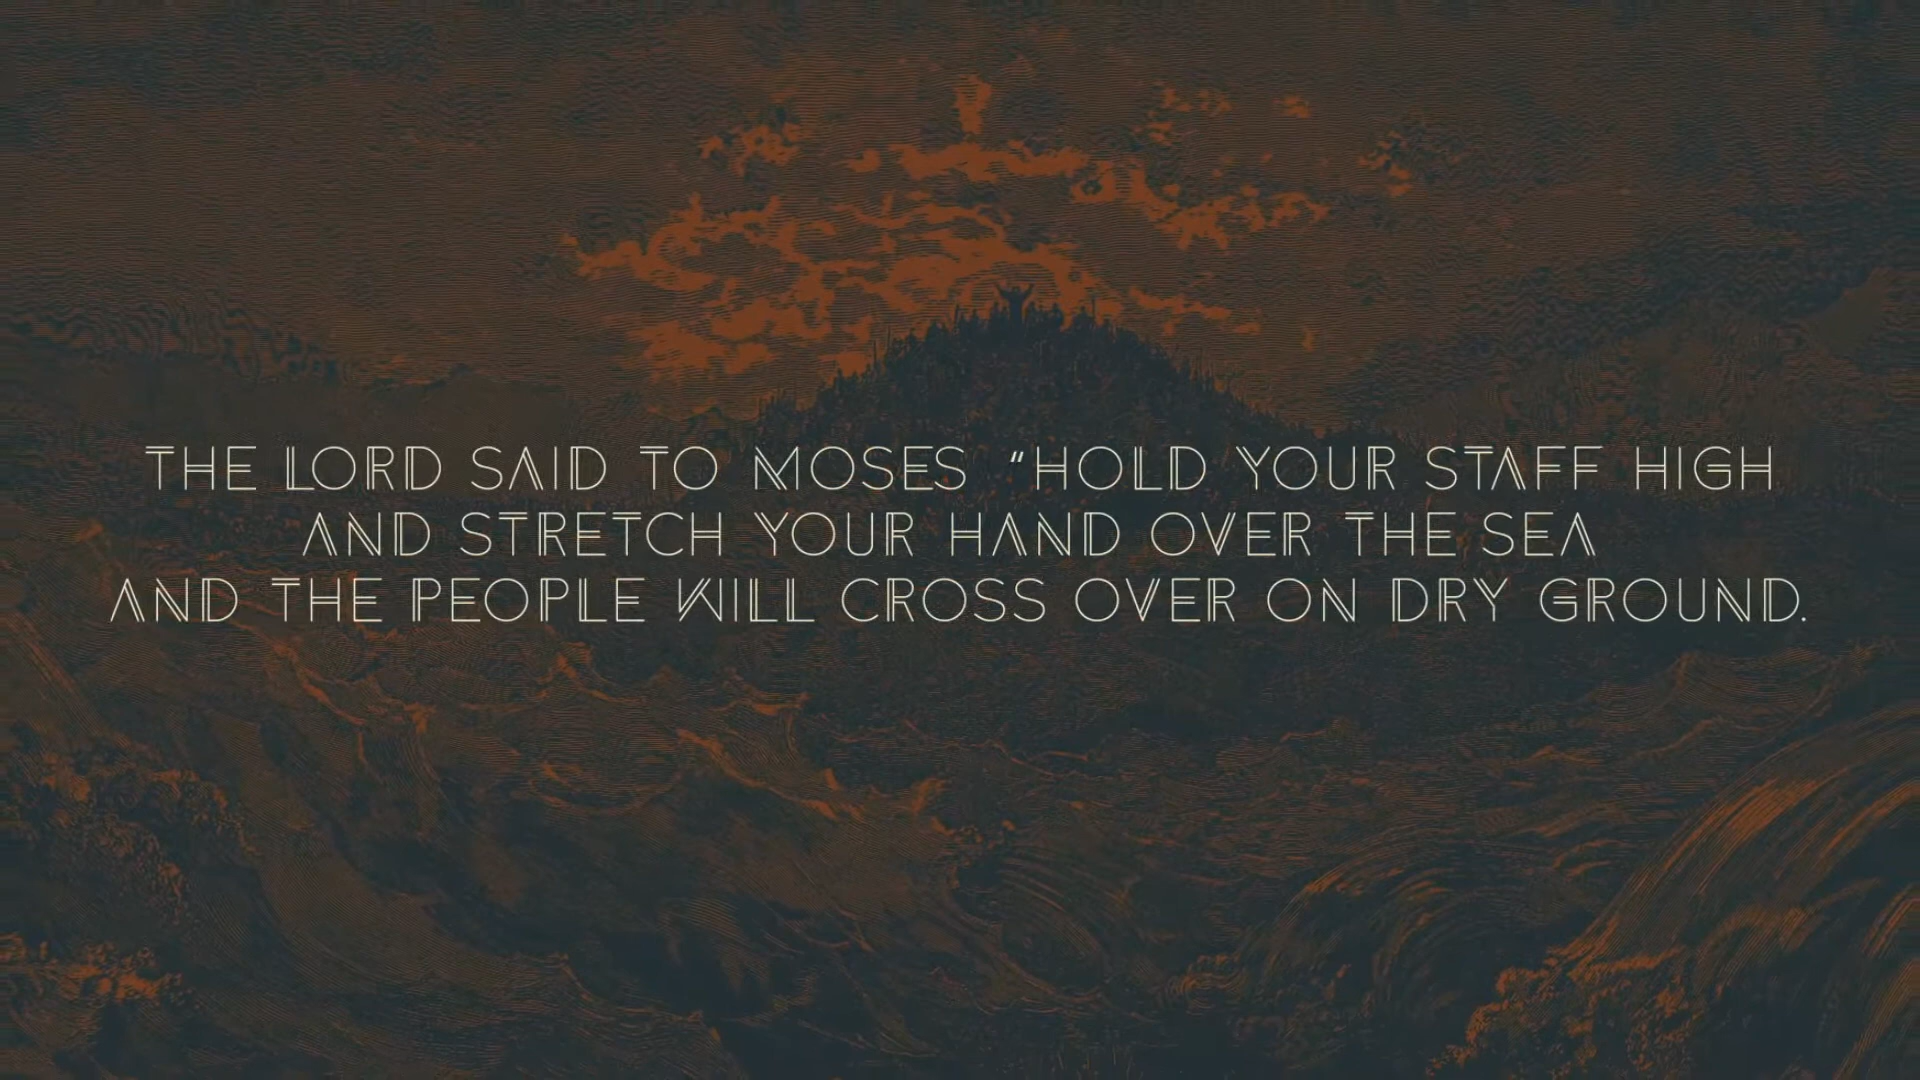 THE LORD SAID TO MOSES “HOLD YOUR STAFF HIGH
AND STRETCH YOUR HAND OVER THE SEA
AND THE PEOPLE WILL CROSS OVER ON DRY GROUND.